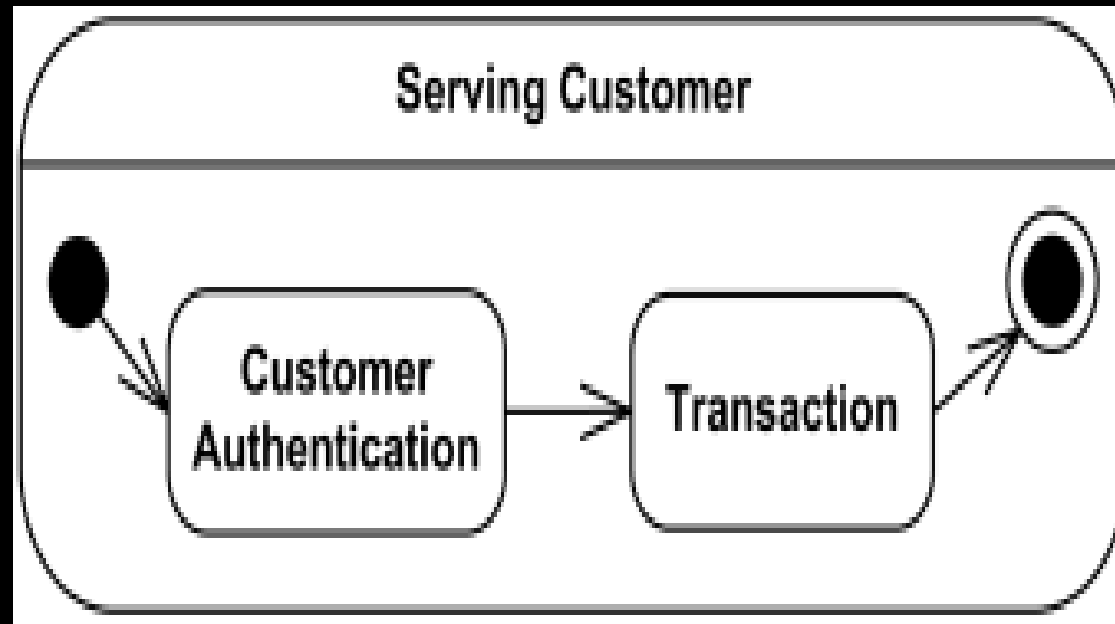 Serving Customer
Customer
Authentication
Transaction